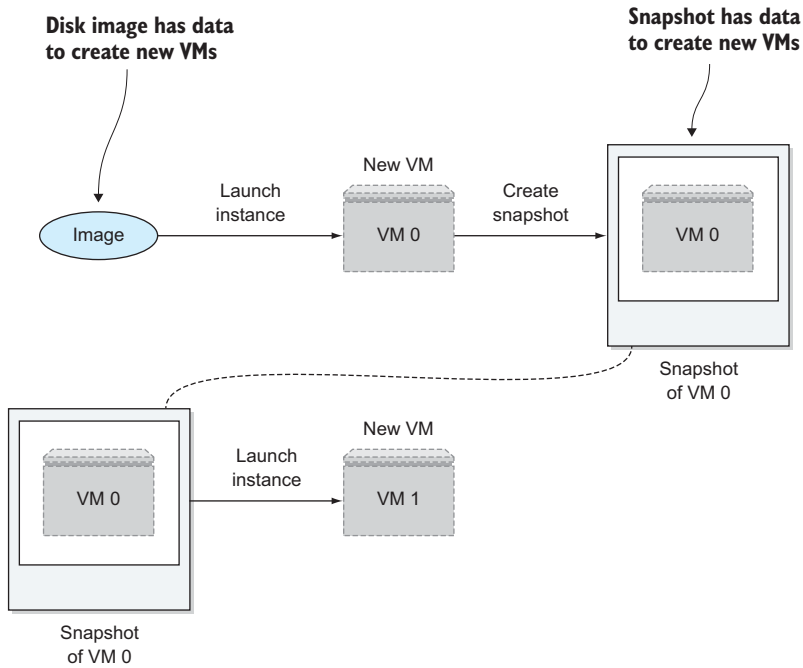 Disk image has data
to create new VMs
Snapshot has data
to create new VMs
New VM
Launch
instance
Create
snapshot
Image
VM 0
VM 0
Snapshot
of VM 0
New VM
Launch
instance
VM 0
VM 1
Snapshot
of VM 0